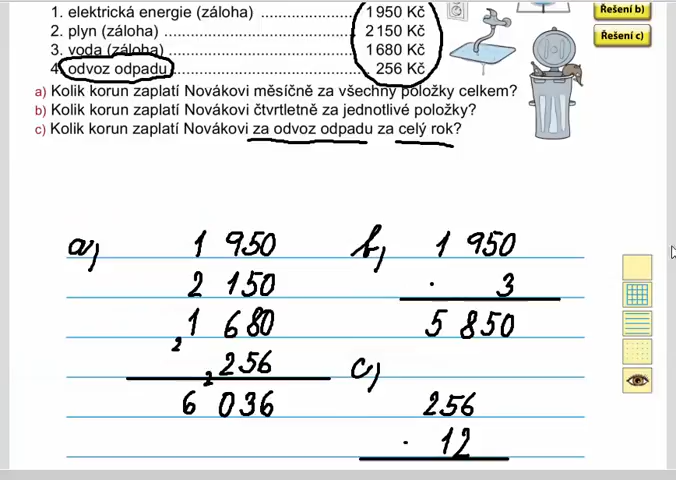 1. elektrická energie (záloha) ........................ 1 950 Kč
2. plyn (záloha) ................................................ 2 150 Kč
3. voda (záloha) ................................................ 1 680 Kč
4. odvoz odpadu ................................................ 256 Kč
Řešení b)
Řešení c)
a) Kolik korun zaplatí Novákovi měsíčně za všechny položky celkem?
b) Kolik korun zaplatí Novákovi čtvrtletně za jednotlivé položky?
c) Kolik korun zaplatí Novákovi za odvoz odpadu za celý rok?
a)
1 950
2 150
1 680
2
256
2
6 036
b)
1 950
. 3
5 850
c)
256
. 12